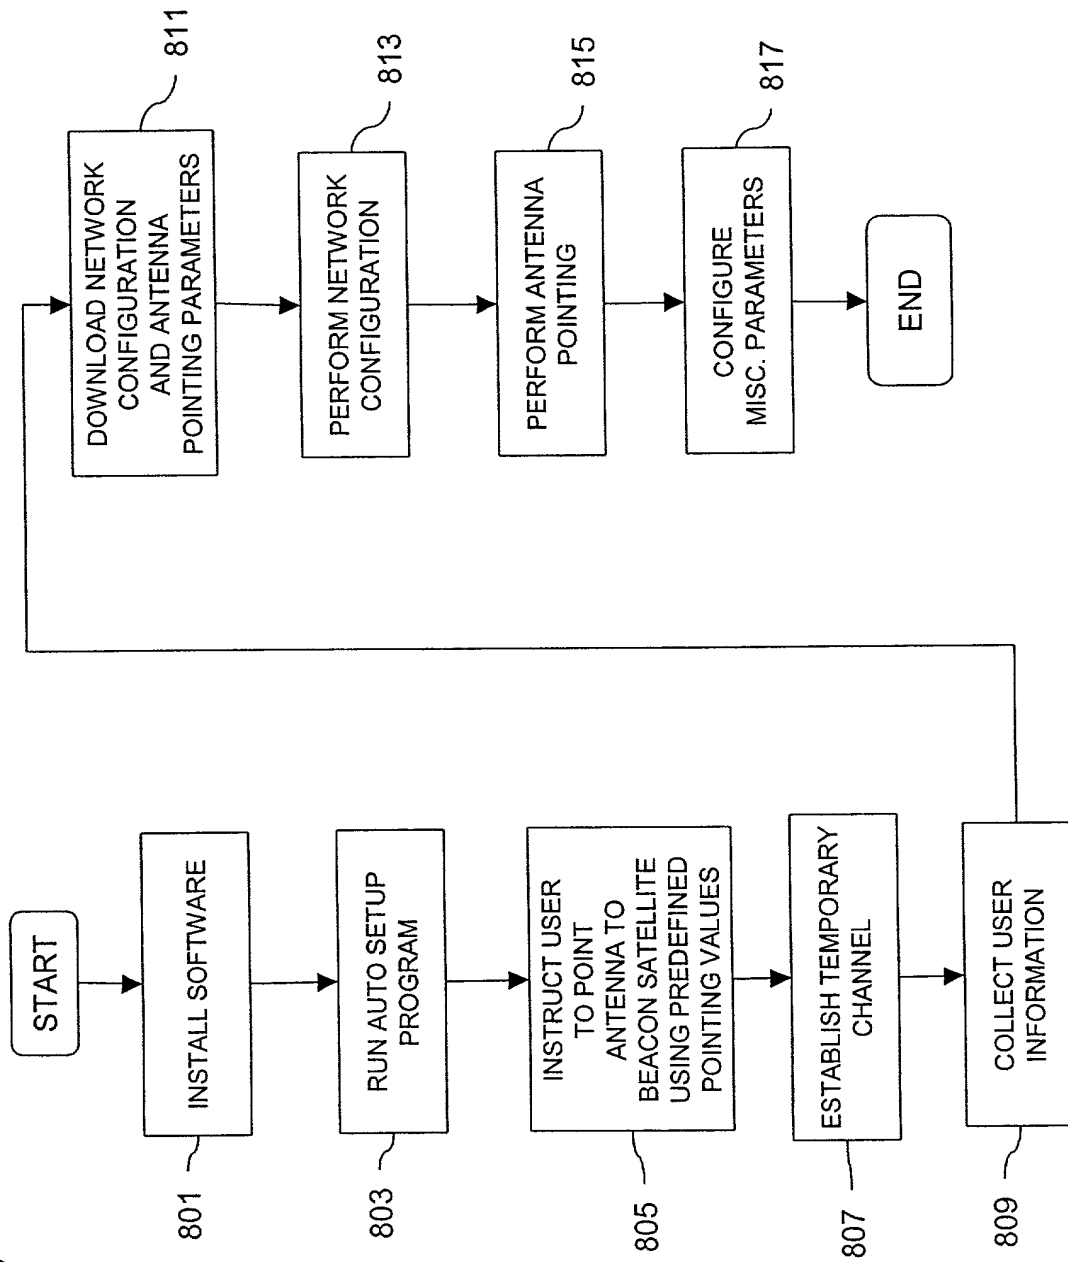 START
INSTALL SOFTWARE
801
RUN AUTO SETUP
PROGRAM
803
INSTRUCT USER
TO POINT
ANTENNA TO
BEACON SATELLITE
USING PREDEFINED
POINTING VALUES
805
ESTABLISH TEMPORARY
CHANNEL
807
COLLECT USER
INFORMATION
809
DOWNLOAD NETWORK
CONFIGURATION
AND ANTENNA
POINTING PARAMETERS
811
PERFORM NETWORK
CONFIGURATION
813
PERFORM ANTENNA
POINTING
815
CONFIGURE
MISC. PARAMETERS
817
END